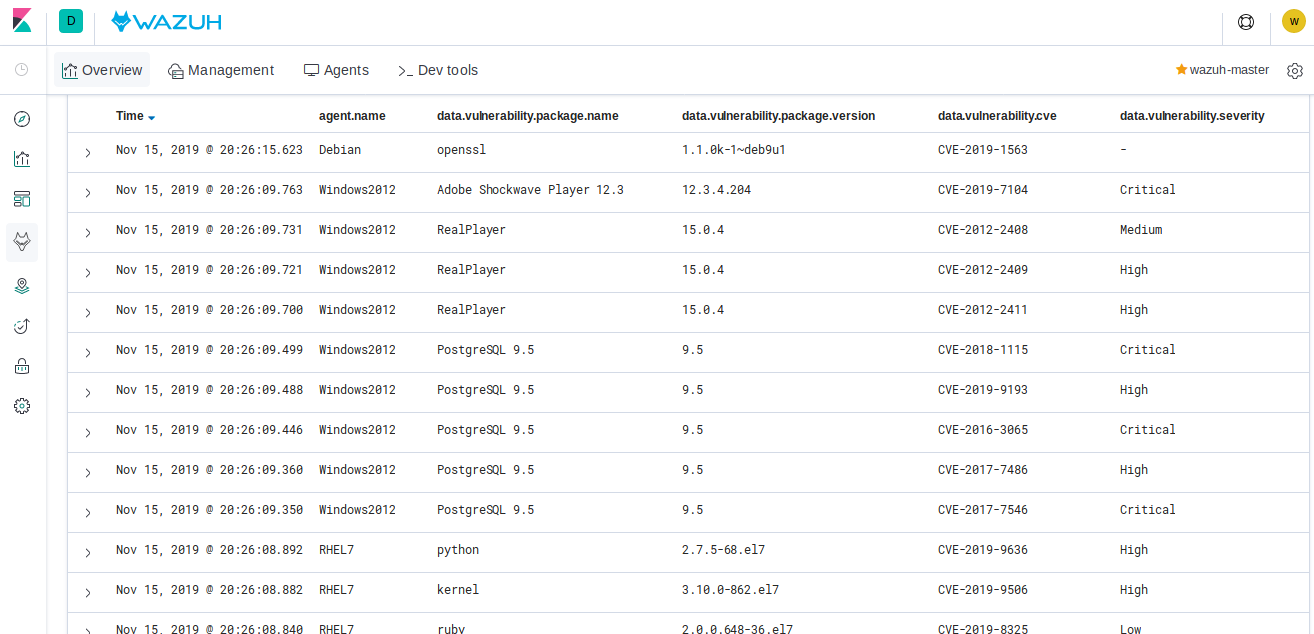 D WAZUH W
Overview Management Agents Dev tools wazuh-master
Time agent.name data.vulnerability.package.name data.vulnerability.package.version data.vulnerability.cve data.vulnerability.severity
Nov 15, 2019 @ 20:26:15.623 Debian openssl 1.1.0k-1~deb9u1 CVE-2019-1563 -
Nov 15, 2019 @ 20:26:09.763 Windows2012 Adobe Shockwave Player 12.3 12.3.4.204 CVE-2019-7104 Critical
Nov 15, 2019 @ 20:26:09.731 Windows2012 RealPlayer 15.0.4 CVE-2012-2408 Medium
Nov 15, 2019 @ 20:26:09.721 Windows2012 RealPlayer 15.0.4 CVE-2012-2409 High
Nov 15, 2019 @ 20:26:09.700 Windows2012 RealPlayer 15.0.4 CVE-2012-2411 High
Nov 15, 2019 @ 20:26:09.499 Windows2012 PostgreSQL 9.5 9.5 CVE-2018-1115 Critical
Nov 15, 2019 @ 20:26:09.488 Windows2012 PostgreSQL 9.5 9.5 CVE-2019-9193 High
Nov 15, 2019 @ 20:26:09.446 Windows2012 PostgreSQL 9.5 9.5 CVE-2016-3065 Critical
Nov 15, 2019 @ 20:26:09.360 Windows2012 PostgreSQL 9.5 9.5 CVE-2017-7486 High
Nov 15, 2019 @ 20:26:09.350 Windows2012 PostgreSQL 9.5 9.5 CVE-2017-7546 Critical
Nov 15, 2019 @ 20:26:08.892 RHEL7 python 2.7.5-68.el7 CVE-2019-9636 High
Nov 15, 2019 @ 20:26:08.882 RHEL7 kernel 3.10.0-862.el7 CVE-2019-9506 High
Nov 15, 2019 @ 20:26:08.840 RHEL7 ruby 2.0.0.648-36.el7 CVE-2019-8325 Low